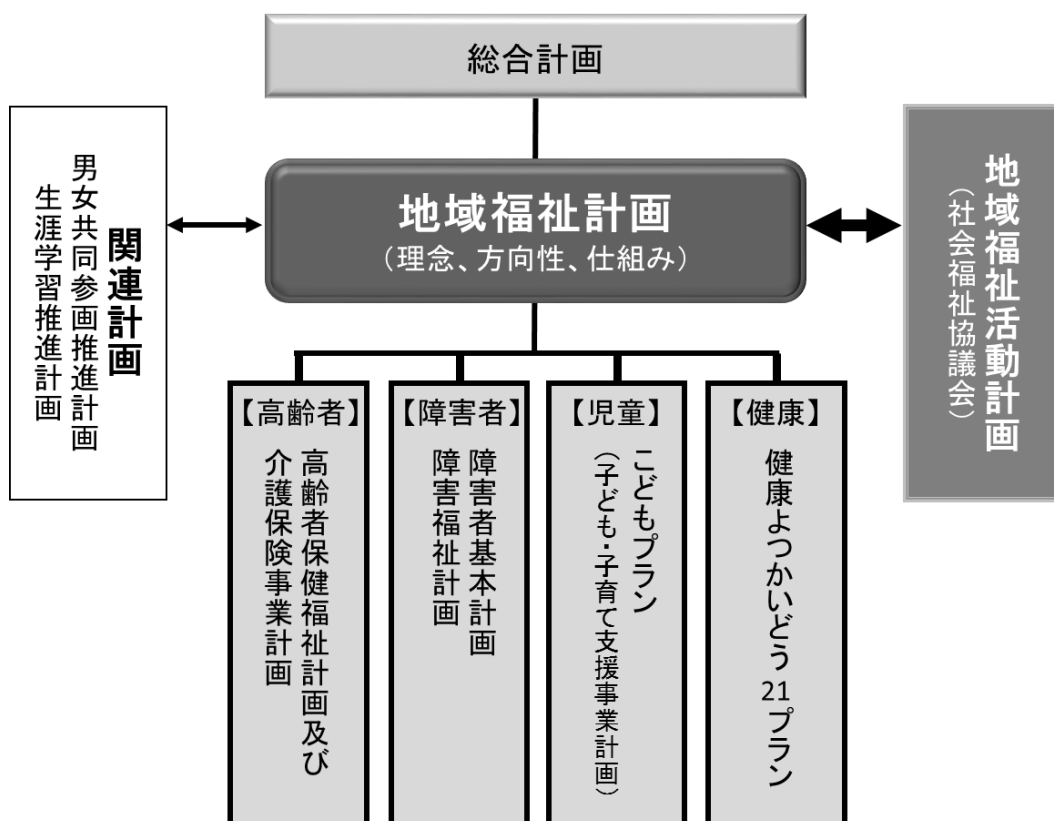 総合計画
地域福祉計画
（理念、方向性、仕組み）
関連計画
男女共同参画推進計画
生涯学習推進計画
地域福祉活動計画
（社会福祉協議会）
【高齢者】
高齢者保健福祉計画及び
介護保険事業計画
【障害者】
障害者基本計画
障害福祉計画
【児童】
こどもプラン
（子ども・子育て支援事業計画）
【健康】
健康よつかいどう21プラン